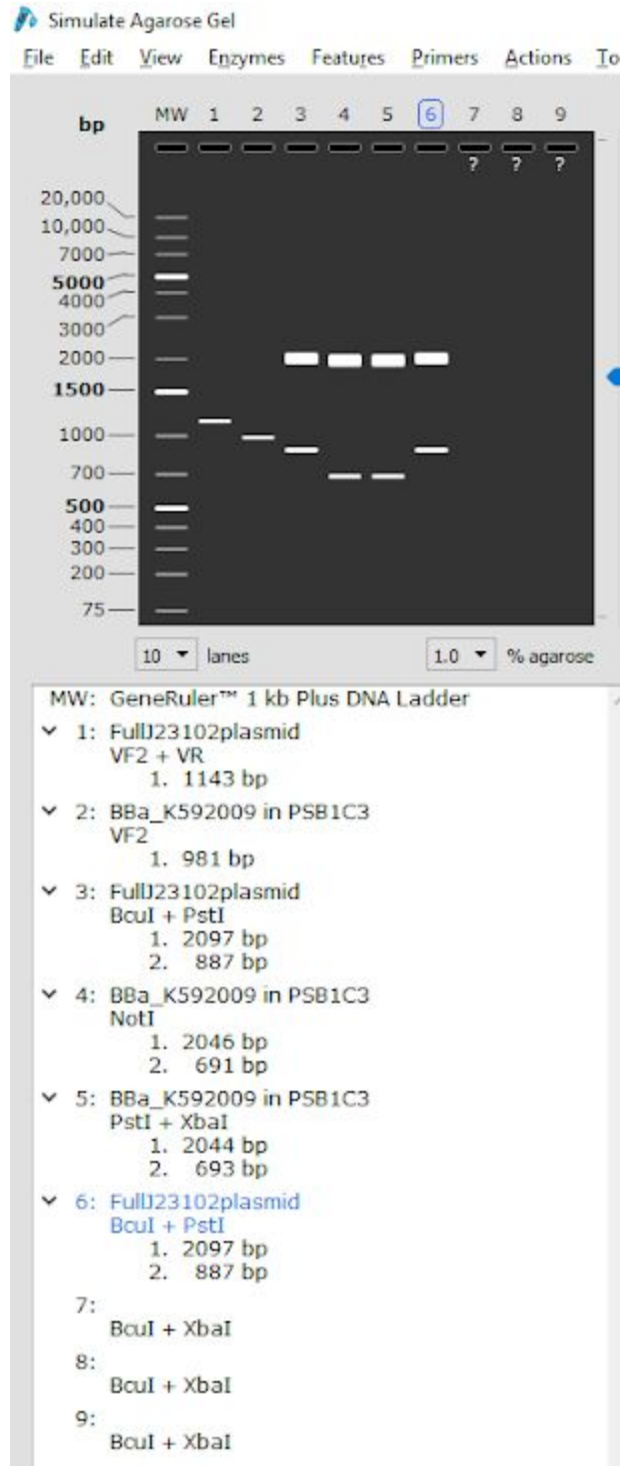 Simulate Agarose Gel
File Edit View Enzymes Features Primers Actions To
bp MW 1 2 3 4 5 6 7 8 9
? ? ?
20,000
10,000
7000
5000
4000
3000
2000
1500
1000
700
500
400
300
200
75
10 lanes 1.0 % agarose
MW: GeneRuler™ 1 kb Plus DNA Ladder
1: FullJ23102plasmid
VF2 + VR
1. 1143 bp
2: BBa_K592009 in PSB1C3
VF2
1. 981 bp
3: FullJ23102plasmid
BcuI + PstI
1. 2097 bp
2. 887 bp
4: BBa_K592009 in PSB1C3
NotI
1. 2046 bp
2. 691 bp
5: BBa_K592009 in PSB1C3
PstI + XbaI
1. 2044 bp
2. 693 bp
6: FullJ23102plasmid
BcuI + PstI
1. 2097 bp
2. 887 bp
7:
BcuI + XbaI
8:
BcuI + XbaI
9:
BcuI + XbaI